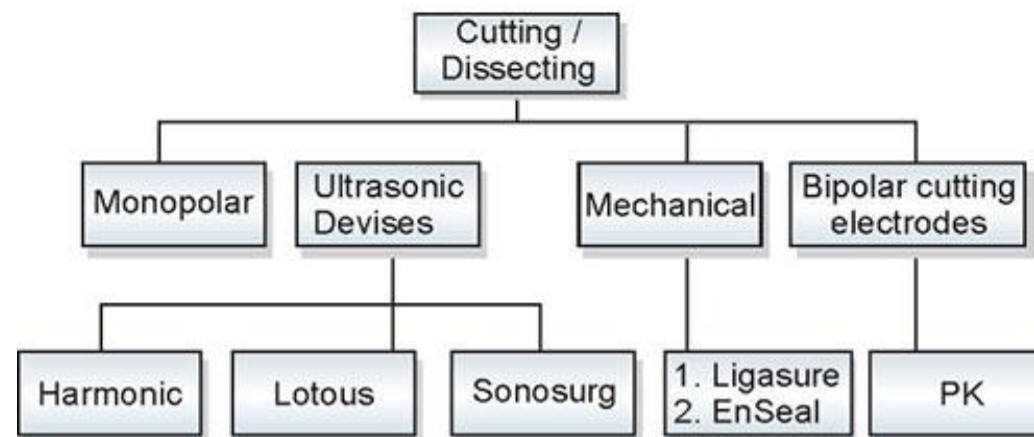 Cutting /
Dissecting
Monopolar
Ultrasonic
Devises
Mechanical
Bipolar cutting
electrodes
Harmonic
Lotous
Sonosurg
1. Ligasure
2. EnSeal
PK